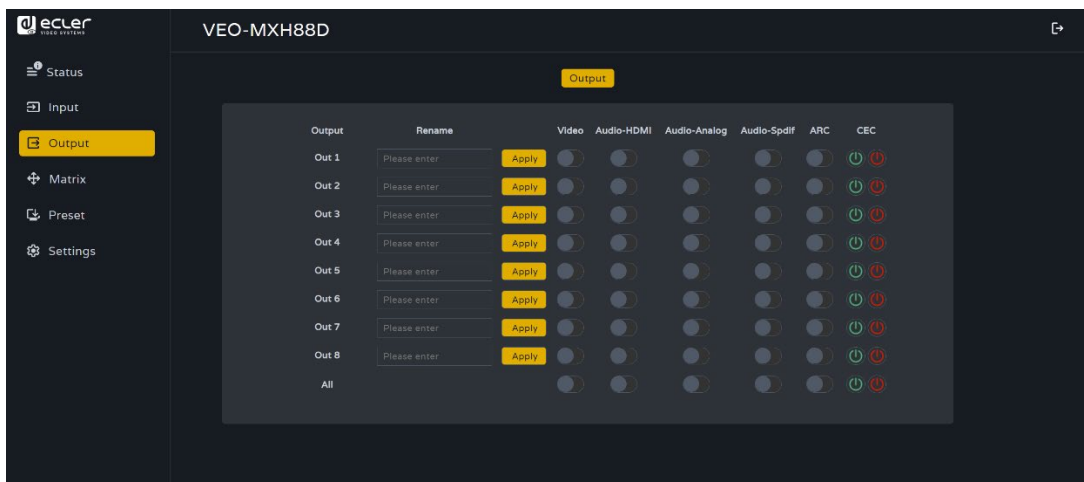 ecler
VIDEO SYSTEMS
VEO-MXH88D
Status
Input
Output
Matrix
Preset
Settings
Output
Output Rename Video Audio-HDMI Audio-Analog Audio-Spdif ARC CEC
Out 1 Please enter Apply
Out 2 Please enter Apply
Out 3 Please enter Apply
Out 4 Please enter Apply
Out 5 Please enter Apply
Out 6 Please enter Apply
Out 7 Please enter Apply
Out 8 Please enter Apply
All